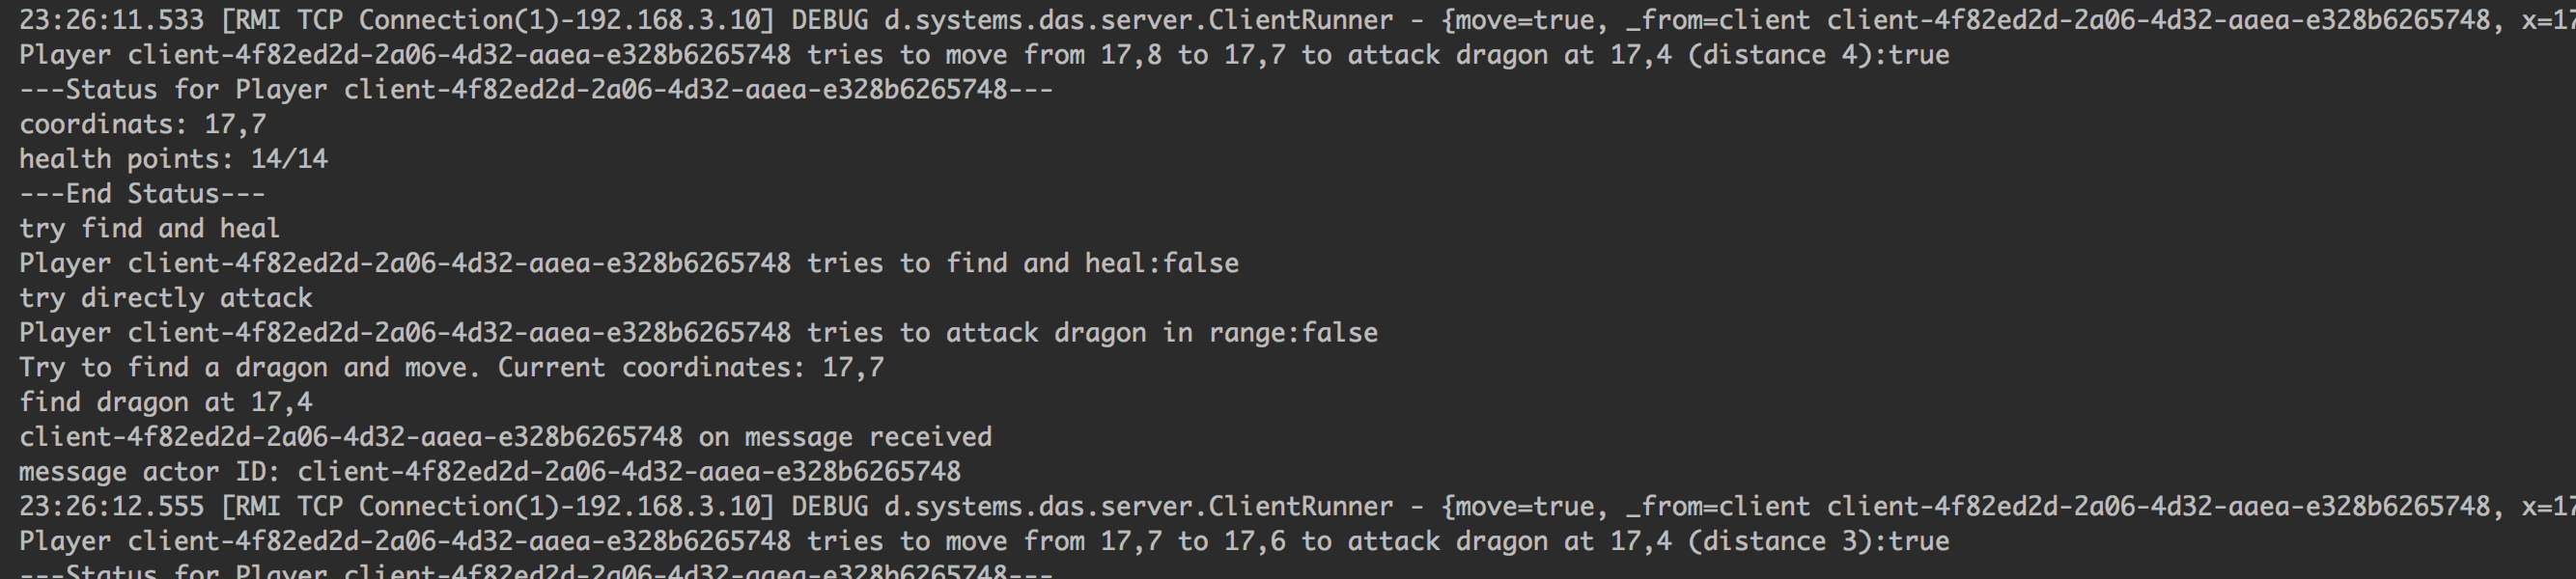 23:26:11.533 [RMI TCP Connection(1)-192.168.3.10] DEBUG d.systems.das.server.ClientRunner - {move=true, _from=client client-4f82ed2d-2a06-4d32-aaea-e328b6265748, x=17
Player client-4f82ed2d-2a06-4d32-aaea-e328b6265748 tries to move from 17,8 to 17,7 to attack dragon at 17,4 (distance 4):true
---Status for Player client-4f82ed2d-2a06-4d32-aaea-e328b6265748---
coordinats: 17,7
health points: 14/14
---End Status---
try find and heal
Player client-4f82ed2d-2a06-4d32-aaea-e328b6265748 tries to find and heal:false
try directly attack
Player client-4f82ed2d-2a06-4d32-aaea-e328b6265748 tries to attack dragon in range:false
Try to find a dragon and move. Current coordinates: 17,7
find dragon at 17,4
client-4f82ed2d-2a06-4d32-aaea-e328b6265748 on message received
message actor ID: client-4f82ed2d-2a06-4d32-aaea-e328b6265748
23:26:12.555 [RMI TCP Connection(1)-192.168.3.10] DEBUG d.systems.das.server.ClientRunner - {move=true, _from=client client-4f82ed2d-2a06-4d32-aaea-e328b6265748, x=17
Player client-4f82ed2d-2a06-4d32-aaea-e328b6265748 tries to move from 17,7 to 17,6 to attack dragon at 17,4 (distance 3):true
---Status for Player client-4f82ed2d-2a06-4d32-aaea-e328b6265748---